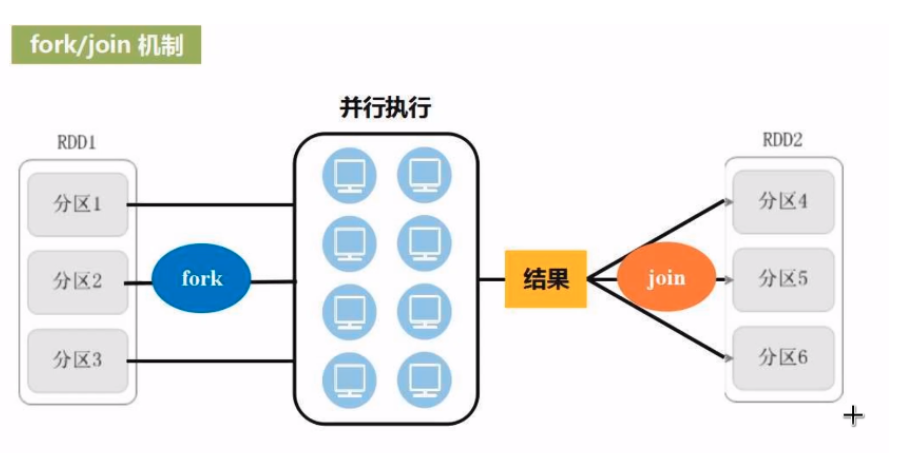 fork/join 机制
并行执行
RDD1
分区1
分区2
分区3
fork
结果
join
RDD2
分区4
分区5
分区6